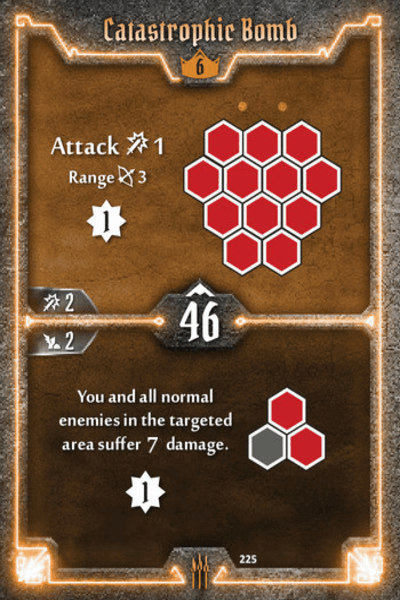 Catastrophic Bomb
6
Attack 1
Range 3
1
2
46
2
You and all normal
enemies in the targeted
area suffer 7 damage.
1
225